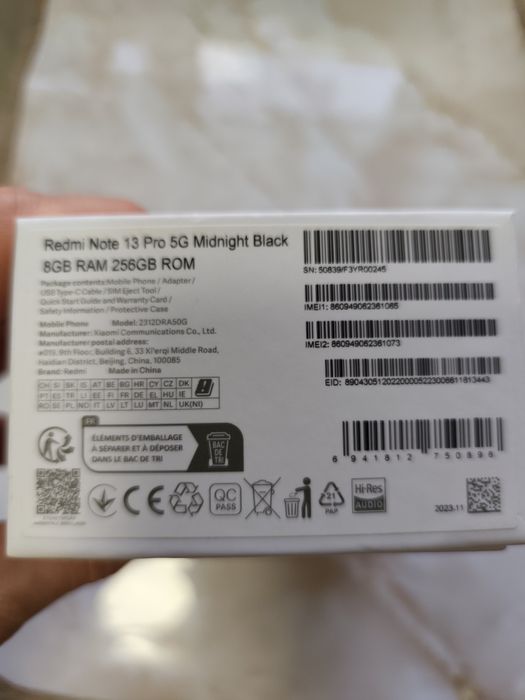 Redmi Note 13 Pro 5G Midnight Black
8GB RAM 256GB ROM
Package contents:Mobile Phone / Adapter /
USB Type-C Cable / SIM Eject Tool /
Quick Start Guide and Warranty Card /
Safety Information / Protective Case
Mobile Phone Model: 2312DRA50G
Manufacturer: Xiaomi Communications Co., Ltd.
Manufacturer postal address:
#019, 9th Floor, Building 6, 33 Xi'erqi Middle Road,
Haidian District, Beijing, China, 100085
Brand: Redmi Made in China
CH SI SK IS AT BE BG HR CY CZ DK
PT ES TR LI EE FI FR DE EL HU IE
RO SE PL NO IT LV LT LU MT NL UK(NI)
SN: 50839/F3YR00245
IMEI1: 860949062361065
IMEI2: 860949062361073
EID: 89043051202200005223006611813443
6 941812 750898
FR
ÉLÉMENTS D'EMBALLAGE
À SÉPARER ET À DÉPOSER
DANS LE BAC DE TRI
BAC
DE
TRI
CE
QC
PASS
21
PAP
Hi-Res
AUDIO
2023-11